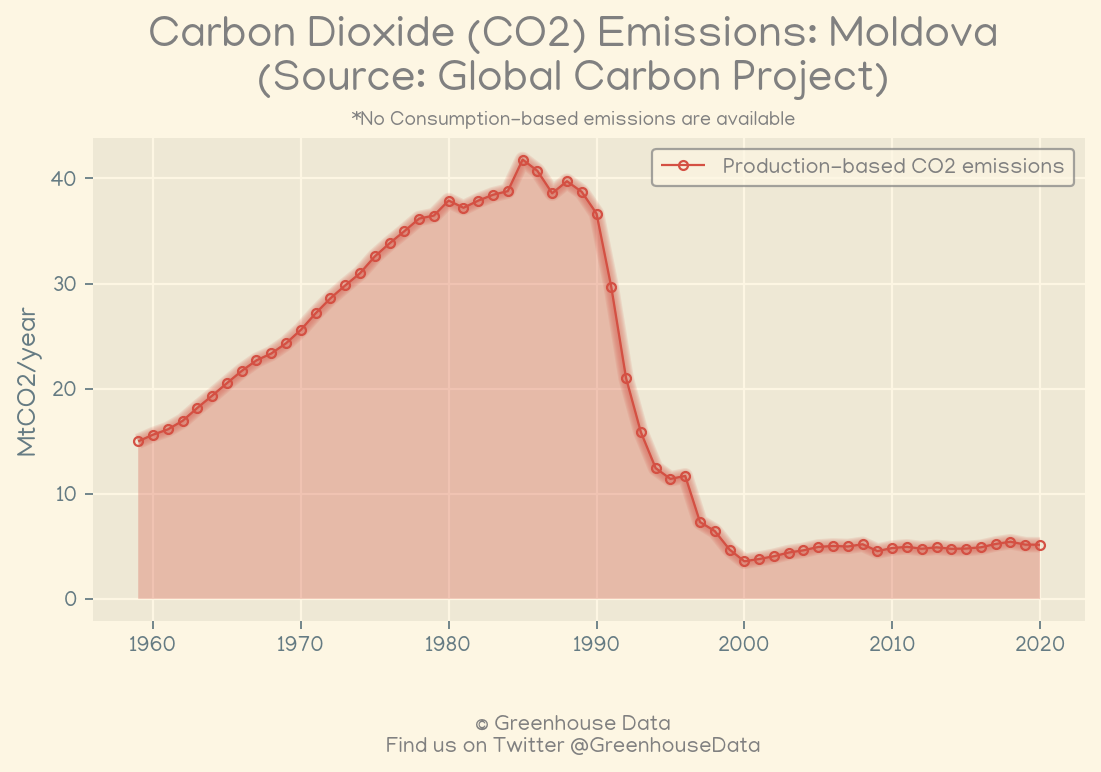 Carbon Dioxide (CO2) Emissions: Moldova
(Source: Global Carbon Project)
*No Consumption-based emissions are available
Production-based CO2 emissions
MtCO2/year
40
30
20
10
0
1960 1970 1980 1990 2000 2010 2020
© Greenhouse Data
Find us on Twitter @GreenhouseData